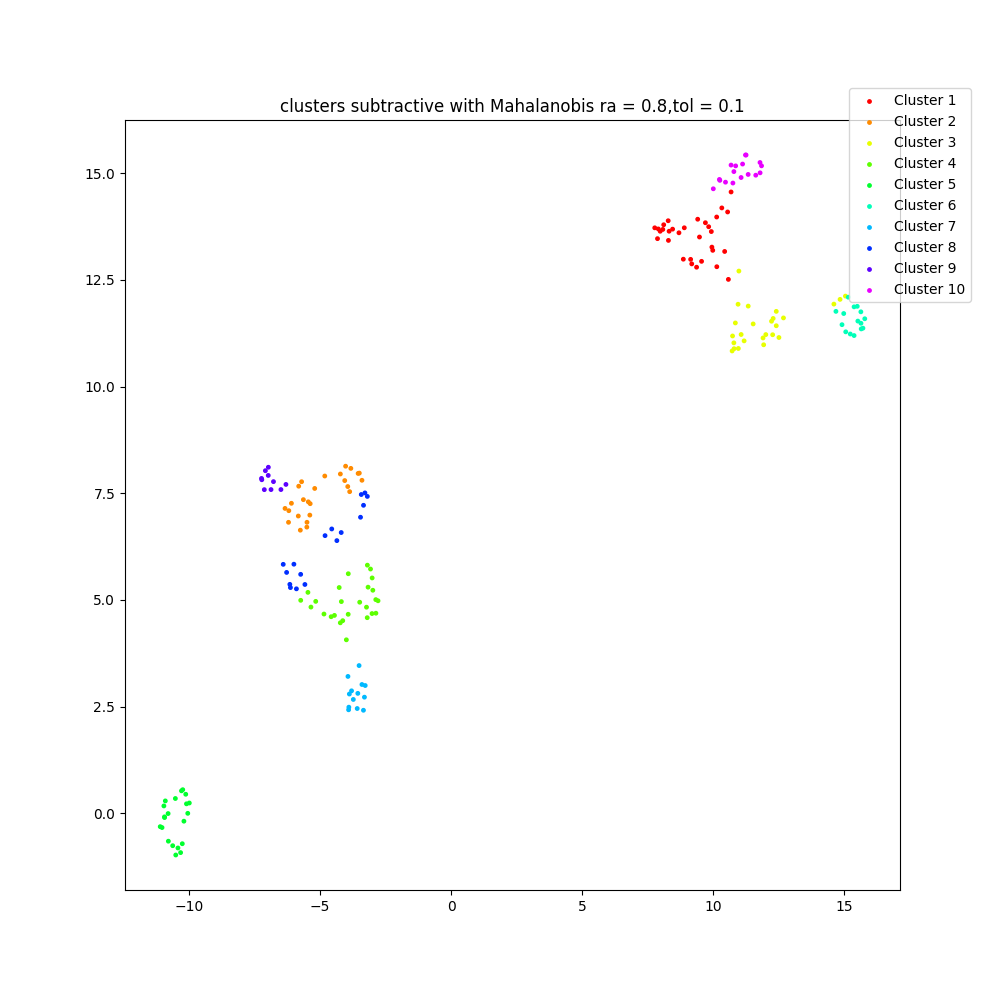 clusters subtractive with Mahalanobis ra = 0.8,tol = 0.1
Cluster 1
Cluster 2
Cluster 3
Cluster 4
Cluster 5
Cluster 6
Cluster 7
Cluster 8
Cluster 9
Cluster 10
15.0
12.5
10.0
7.5
5.0
2.5
0.0
−10 −5 0 5 10 15